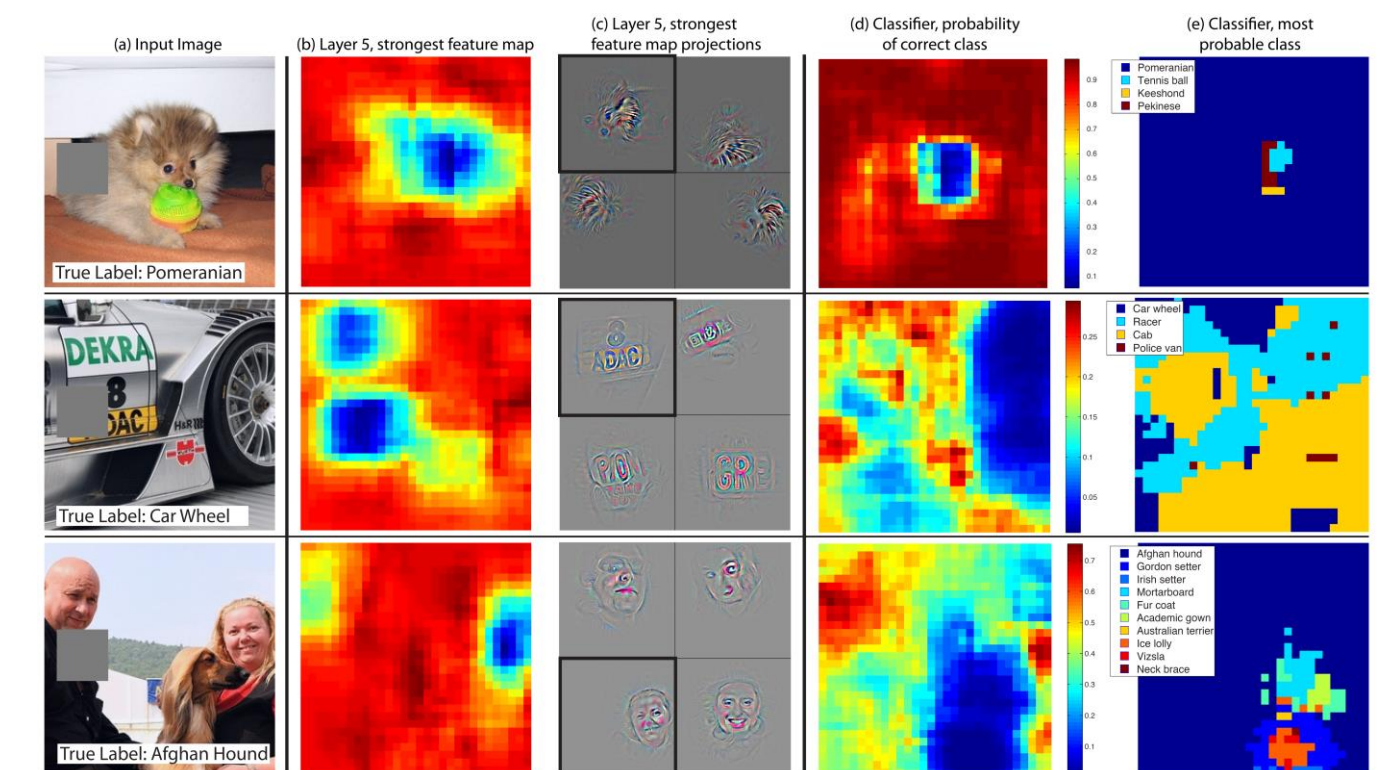 (a) Input Image
(b) Layer 5, strongest feature map
(c) Layer 5, strongest
feature map projections
(d) Classifier, probability
of correct class
(e) Classifier, most
probable class
True Label: Pomeranian
0.9
0.8
0.7
0.6
0.5
0.4
0.3
0.2
0.1
Pomeranian
Tennis ball
Keeshond
Pekinese
DEKRA
8
ADAC
H&R
True Label: Car Wheel
8
ADAC
PON
GRE
0.25
0.2
0.15
0.1
0.05
Car wheel
Racer
Cab
Police van
True Label: Afghan Hound
0.7
0.6
0.5
0.4
0.3
0.2
0.1
Afghan hound
Gordon setter
Irish setter
Mortarboard
Fur coat
Academic gown
Australian terrier
Ice lolly
Vizsla
Neck brace